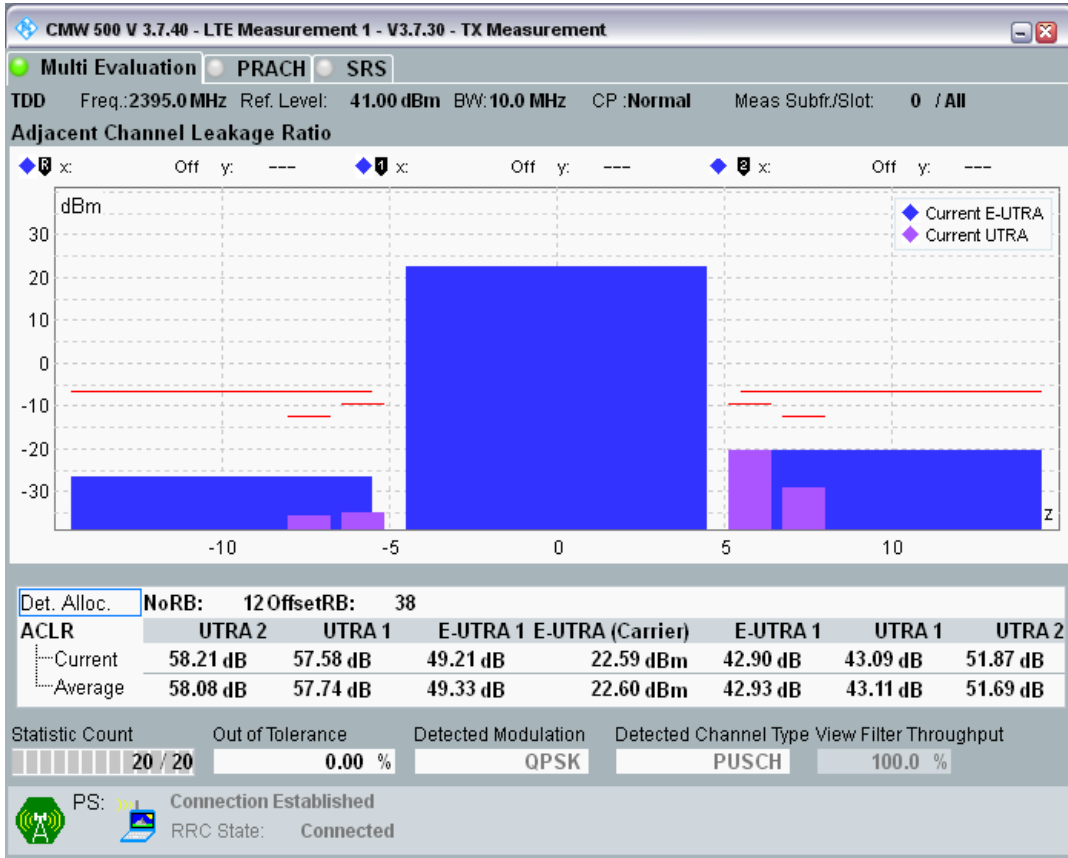 CMW 500 V 3.7.40 - LTE Measurement 1 - V3.7.30 - TX Measurement
Multi Evaluation PRACH SRS
TDD Freq.:2395.0 MHz Ref. Level: 41.00 dBm BW: 10.0 MHz CP :Normal Meas Subfr./Slot: 0 / All
Adjacent Channel Leakage Ratio
R x: Off y: --- 1 x: Off y: --- 2 x: Off y: ---
dBm
Current E-UTRA
Current UTRA
30
20
10
0
-10
-20
-30
z
-10 -5 0 5 10
Det. Alloc. NoRB: 12 OffsetRB: 38
ACLR UTRA 2 UTRA 1 E-UTRA 1 E-UTRA (Carrier) E-UTRA 1 UTRA 1 UTRA 2
Current 58.21 dB 57.58 dB 49.21 dB 22.59 dBm 42.90 dB 43.09 dB 51.87 dB
Average 58.08 dB 57.74 dB 49.33 dB 22.60 dBm 42.93 dB 43.11 dB 51.69 dB
Statistic Count Out of Tolerance Detected Modulation Detected Channel Type View Filter Throughput
20 / 20 0.00 % QPSK PUSCH 100.0 %
PS: Connection Established
RRC State: Connected